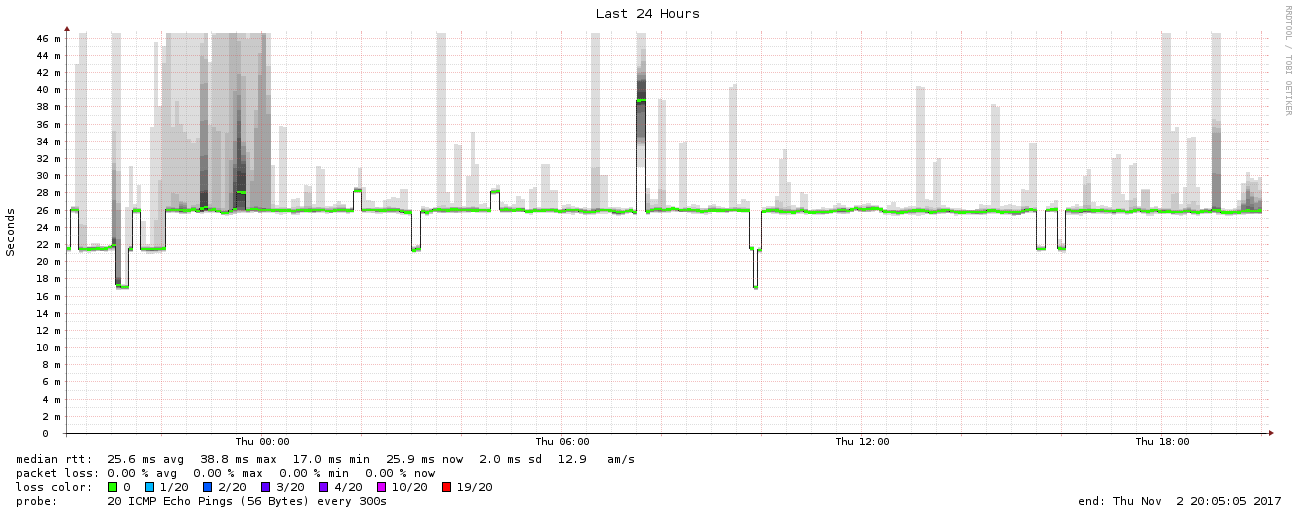 Last 24 Hours
RRDTOOL / TOBI OETIKER
Seconds
46 m
44 m
42 m
40 m
38 m
36 m
34 m
32 m
30 m
28 m
26 m
24 m
22 m
20 m
18 m
16 m
14 m
12 m
10 m
8 m
6 m
4 m
2 m
0
Thu 00:00 Thu 06:00 Thu 12:00 Thu 18:00
median rtt: 25.6 ms avg 38.8 ms max 17.0 ms min 25.9 ms now 2.0 ms sd 12.9 am/s
packet loss: 0.00 % avg 0.00 % max 0.00 % min 0.00 % now
loss color: 0 1/20 2/20 3/20 4/20 10/20 19/20
probe: 20 ICMP Echo Pings (56 Bytes) every 300s end: Thu Nov 2 20:05:05 2017